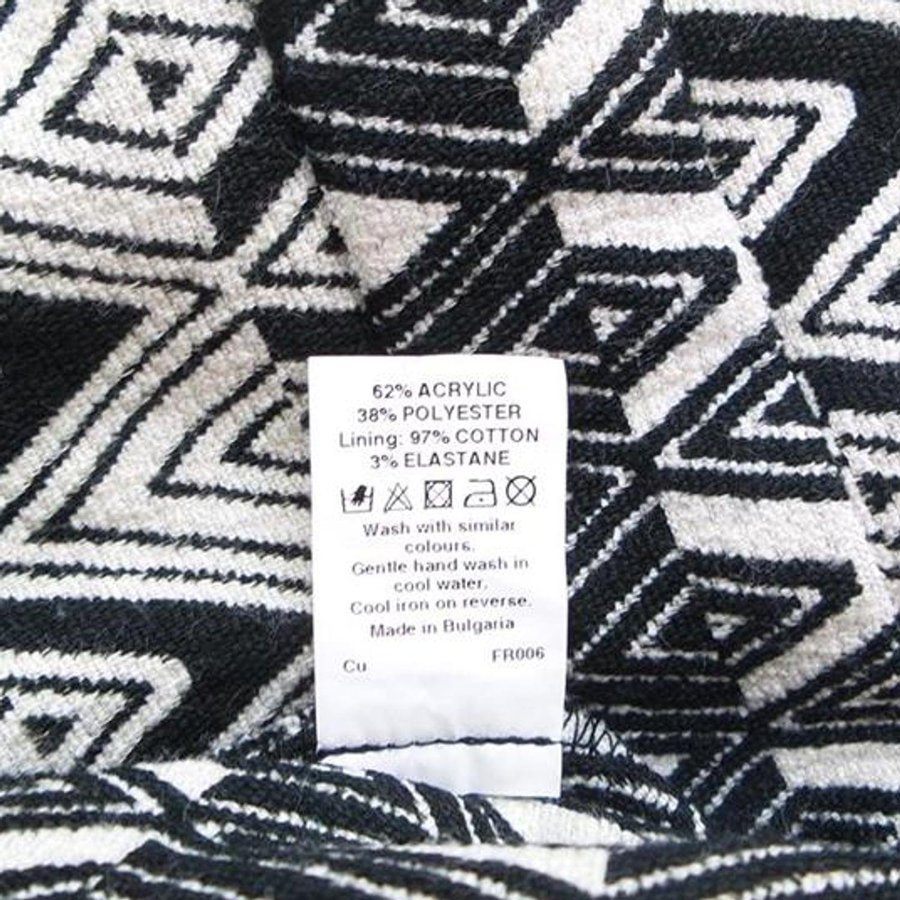 62% ACRYLIC
38% POLYESTER
Lining: 97% COTTON
3% ELASTANE
Wash with similar
colours.
Gentle hand wash in
cool water.
Cool iron on reverse.
Made in Bulgaria
Cu FR006